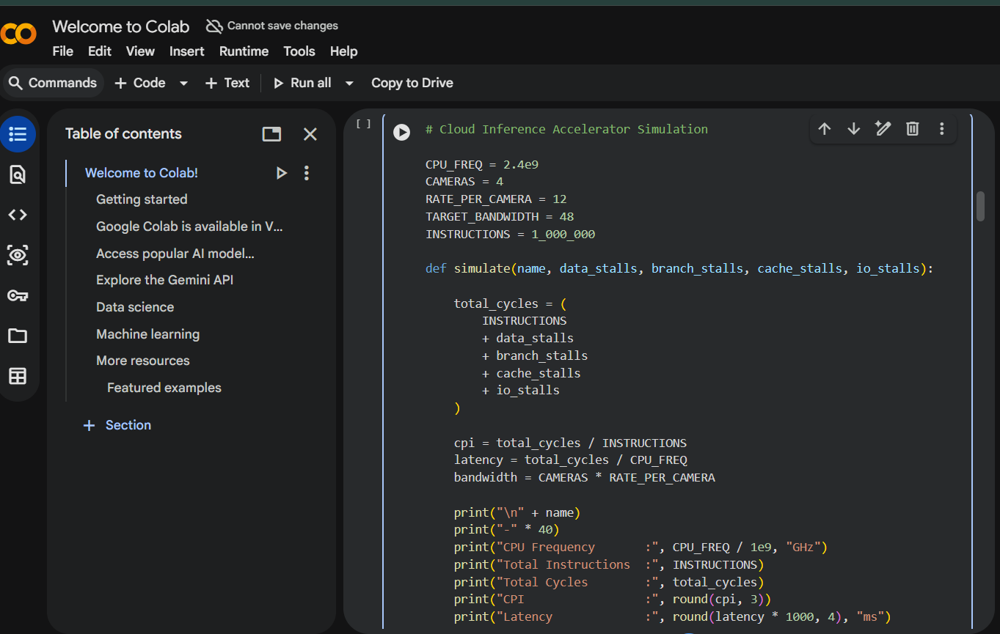 Welcome to Colab Cannot save changes
File Edit View Insert Runtime Tools Help
Commands + Code + Text Run all Copy to Drive
Table of contents
Welcome to Colab!
Getting started
Google Colab is available in V...
Access popular AI model...
Explore the Gemini API
Data science
Machine learning
More resources
Featured examples
+ Section
[ ]
# Cloud Inference Accelerator Simulation
CPU_FREQ = 2.4e9
CAMERAS = 4
RATE_PER_CAMERA = 12
TARGET_BANDWIDTH = 48
INSTRUCTIONS = 1_000_000
def simulate(name, data_stalls, branch_stalls, cache_stalls, io_stalls):
total_cycles = (
INSTRUCTIONS
+ data_stalls
+ branch_stalls
+ cache_stalls
+ io_stalls
)
cpi = total_cycles / INSTRUCTIONS
latency = total_cycles / CPU_FREQ
bandwidth = CAMERAS * RATE_PER_CAMERA
print("\n" + name)
print("-" * 40)
print("CPU Frequency       :", CPU_FREQ / 1e9, "GHz")
print("Total Instructions  :", INSTRUCTIONS)
print("Total Cycles        :", total_cycles)
print("CPI                 :", round(cpi, 3))
print("Latency             :", round(latency * 1000, 4), "ms")